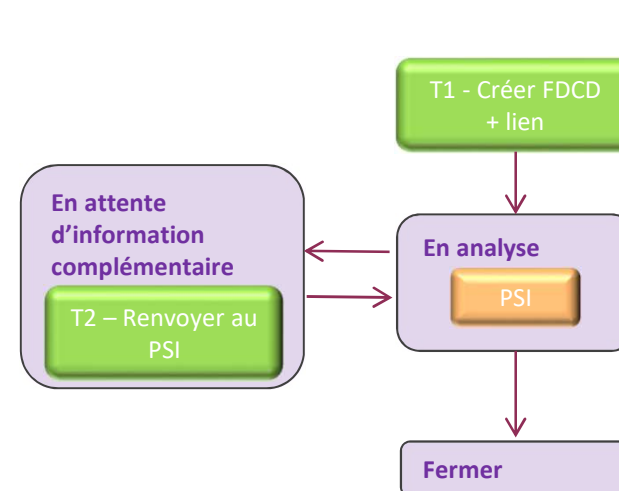 T1 - Créer FDCD
+ lien
En attente
d’information
complémentaire
T2 – Renvoyer au
PSI
En analyse
PSI
Fermer